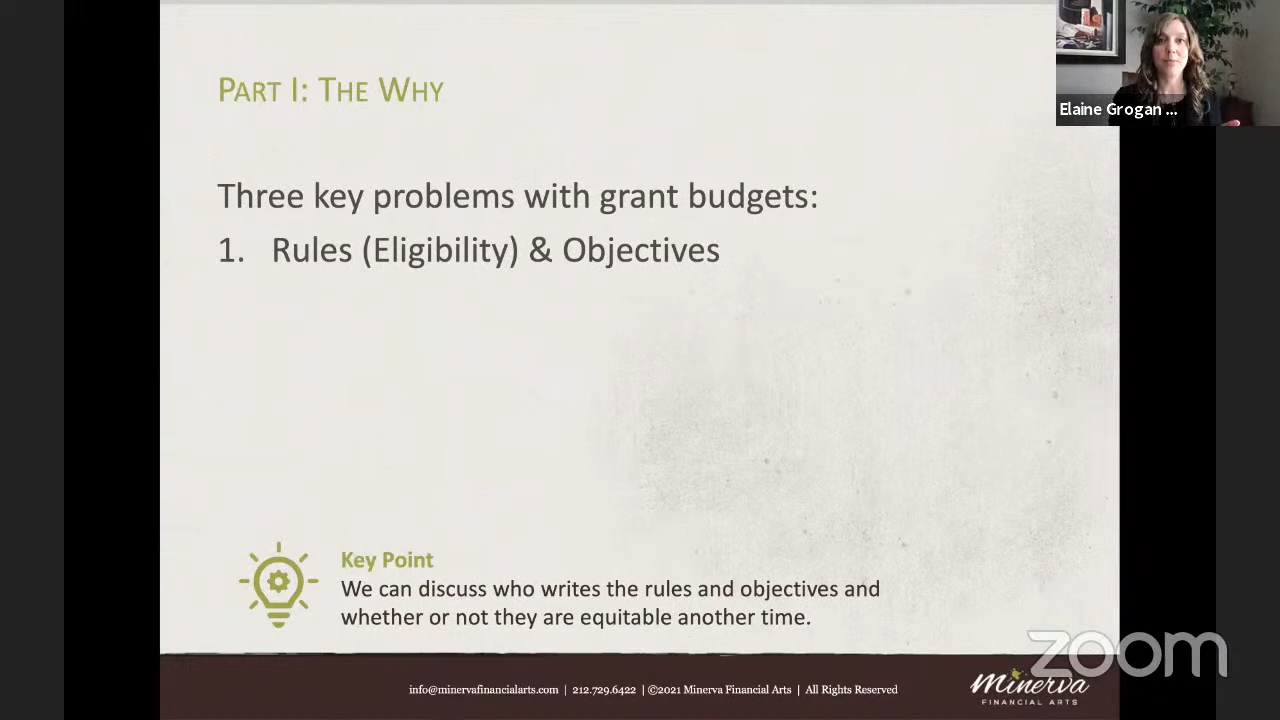 PART I: THE WHY
Elaine Grogan ...
Three key problems with grant budgets:
1. Rules (Eligibility) & Objectives
Key Point
We can discuss who writes the rules and objectives and
whether or not they are equitable another time.
zoom
info@minervafinancialarts.com | 212.729.6422 | ©2021 Minerva Financial Arts | All Rights Reserved
Minerva
FINANCIAL ARTS